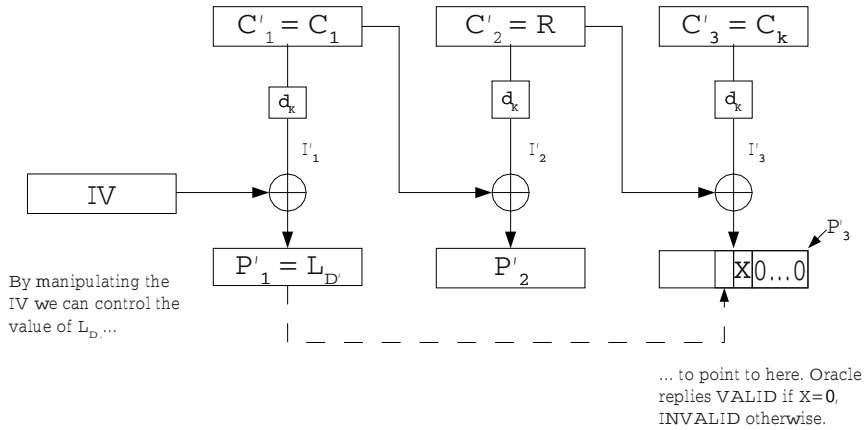 C'₁ = C₁
C'₂ = R
C'₃ = Cₖ
dₖ
dₖ
dₖ
I'₁
I'₂
I'₃
IV
P'₃
P'₁ = L_D'
P'₂
X
0...0
By manipulating the
IV we can control the
value of L_D'...
... to point to here. Oracle
replies VALID if X=0,
INVALID otherwise.